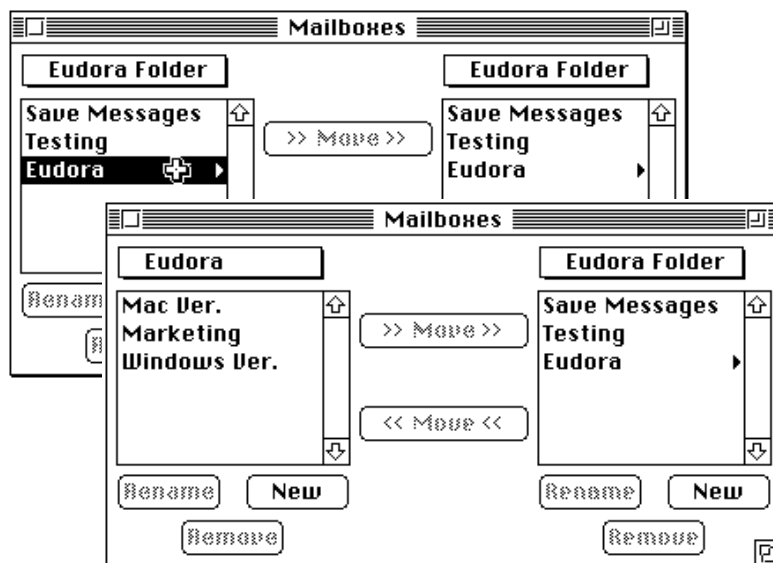 Mailboxes
Eudora Folder Eudora Folder
Save Messages Save Messages
>> Move >>
Testing Testing
Eudora Eudora
Mailboxes
Eudora Eudora Folder
Renam
Mac Ver. Save Messages
Marketing >> Move >> Testing
Windows Ver. Eudora
<< Move <<
Rename New Rename New
Remove Remove